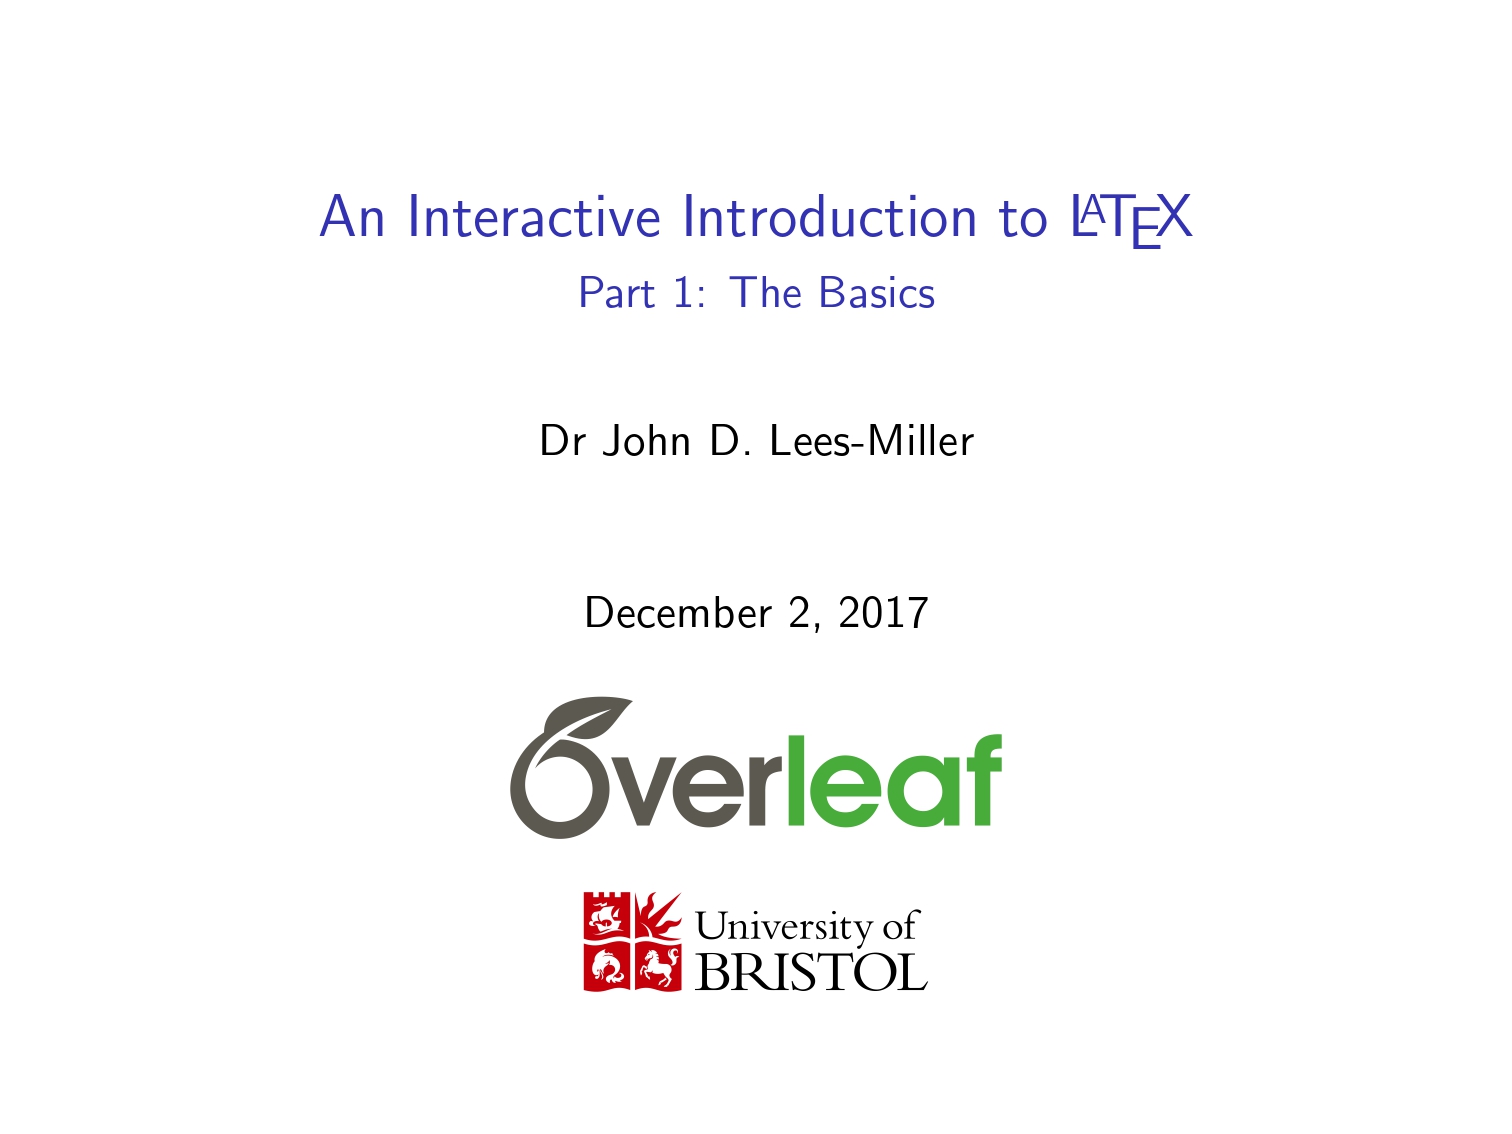 An Interactive Introduction to LATEX
Part 1: The Basics
Dr John D. Lees-Miller
December 2, 2017
Overleaf
University of
BRISTOL